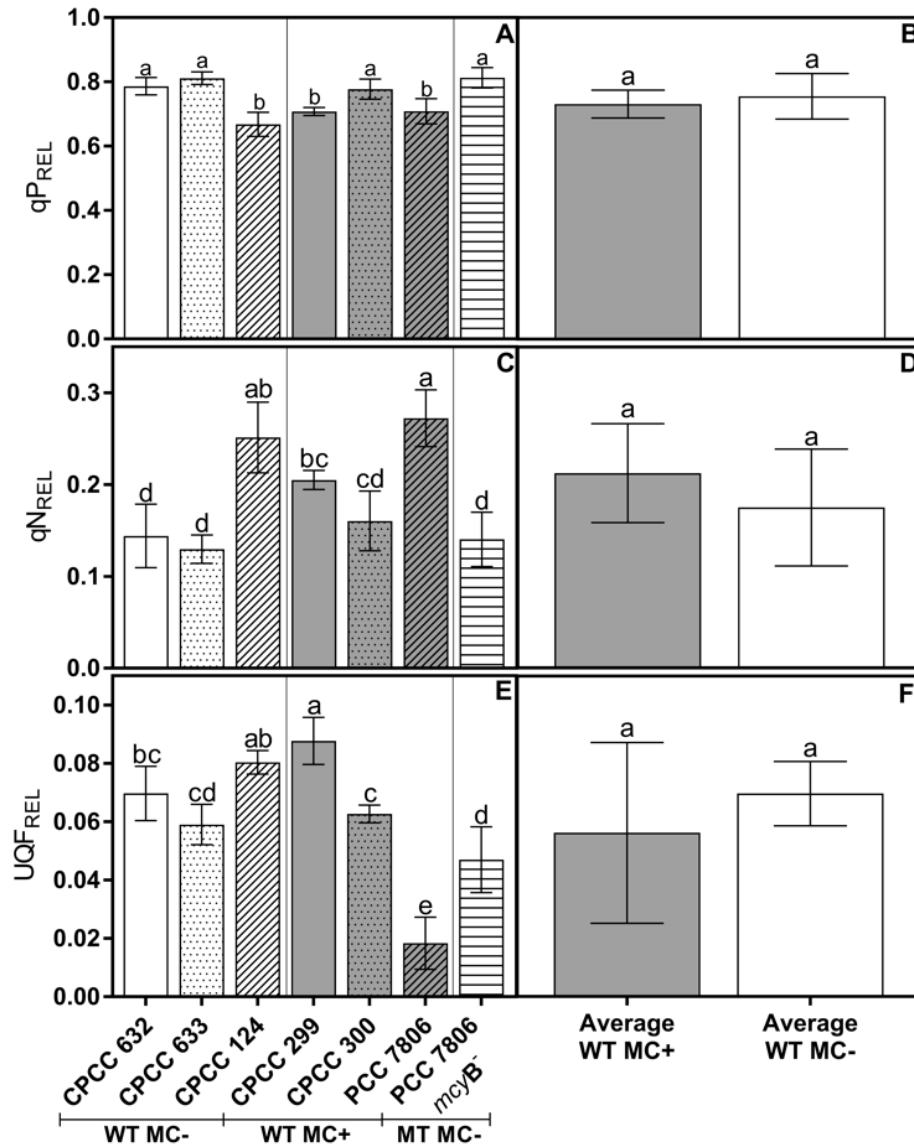 A
B
qP_REL
1.0
0.8
0.6
0.4
0.2
0.0
a
a
b
b
a
b
a
a
a
C
D
qN_REL
0.3
0.2
0.1
0.0
d
d
ab
bc
cd
a
d
a
a
E
F
UQF_REL
0.10
0.08
0.06
0.04
0.02
0.00
bc
cd
ab
a
c
e
d
a
a
CPCC 632
CPCC 633
CPCC 124
CPCC 299
CPCC 300
PCC 7806
PCC 7806
mcyB⁻
WT MC-
WT MC+
MT MC-
Average
WT MC+
Average
WT MC-